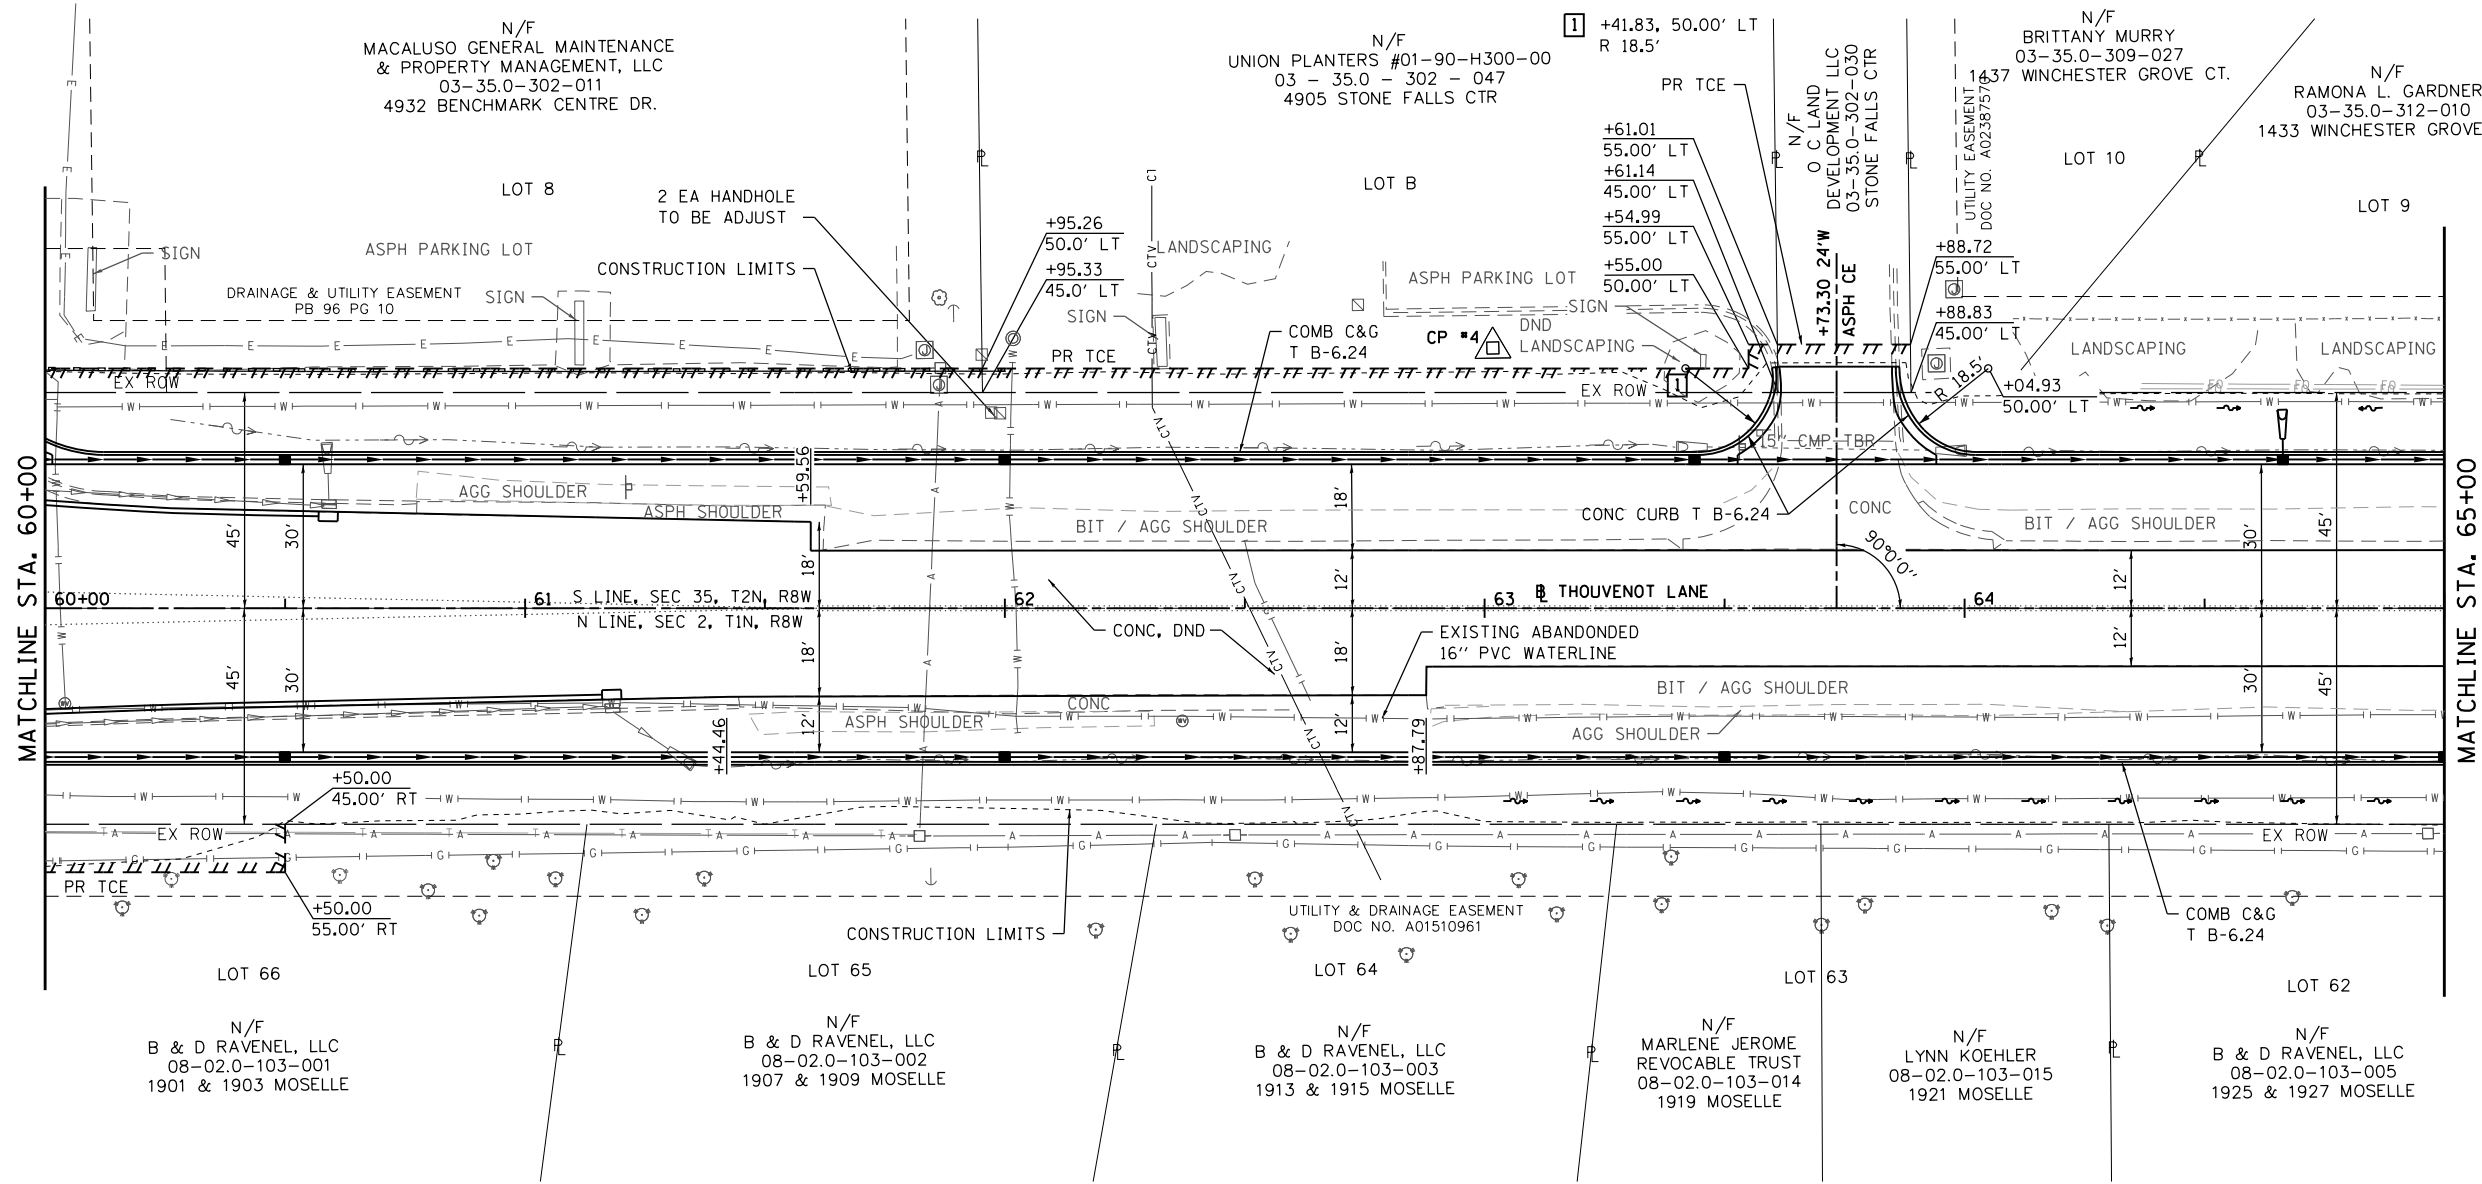 N/F
MACALUSO GENERAL MAINTENANCE
& PROPERTY MANAGEMENT, LLC
03-35.0-302-011
4932 BENCHMARK CENTRE DR.
N/F
UNION PLANTERS #01-90-H300-00
03 - 35.0 - 302 - 047
4905 STONE FALLS CTR
1
+41.83, 50.00' LT
R 18.5'
PR TCE
N/F
O C LAND
DEVELOPMENT LLC
03-35.0-302-030
STONE FALLS CTR
N/F
BRITTANY MURRY
03-35.0-309-027
1437 WINCHESTER GROVE CT.
N/F
RAMONA L. GARDNER
03-35.0-312-010
1433 WINCHESTER GROVE
UTILITY EASEMENT
DOC NO. A02387570
LOT 8
LOT B
LOT 10
LOT 9
2 EA HANDHOLE
TO BE ADJUST
CONSTRUCTION LIMITS
SIGN
ASPH PARKING LOT
DRAINAGE & UTILITY EASEMENT
PB 96 PG 10
SIGN
+95.26
50.0' LT
+95.33
45.0' LT
SIGN
LANDSCAPING
PR TCE
COMB C&G
T B-6.24
ASPH PARKING LOT
CP #4
SIGN
DND
LANDSCAPING
+61.01
55.00' LT
+61.14
45.00' LT
+54.99
55.00' LT
+55.00
50.00' LT
+73.30 24'W
ASPH CE
+88.72
55.00' LT
+88.83
45.00' LT
R 18.5'
+04.93
50.00' LT
LANDSCAPING
LANDSCAPING
EX ROW
EX ROW
1
15" CMP TBR
MATCHLINE STA. 60+00
MATCHLINE STA. 65+00
AGG SHOULDER
ASPH SHOULDER
+59.56
BIT / AGG SHOULDER
CONC CURB T B-6.24
CONC
BIT / AGG SHOULDER
45'
30'
18'
18'
12'
90°0'0''
12'
30'
45'
60+00
61
62
63
64
S LINE, SEC 35, T2N, R8W
N LINE, SEC 2, T1N, R8W
BL THOUVENOT LANE
CONC, DND
EXISTING ABANDONDED
16'' PVC WATERLINE
45'
30'
18'
12'
18'
12'
12'
30'
45'
CONC
ASPH SHOULDER
+44.46
+87.79
BIT / AGG SHOULDER
AGG SHOULDER
+50.00
45.00' RT
EX ROW
EX ROW
PR TCE
+50.00
55.00' RT
CONSTRUCTION LIMITS
UTILITY & DRAINAGE EASEMENT
DOC NO. A01510961
COMB C&G
T B-6.24
LOT 66
LOT 65
LOT 64
LOT 63
LOT 62
N/F
B & D RAVENEL, LLC
08-02.0-103-001
1901 & 1903 MOSELLE
N/F
B & D RAVENEL, LLC
08-02.0-103-002
1907 & 1909 MOSELLE
N/F
B & D RAVENEL, LLC
08-02.0-103-003
1913 & 1915 MOSELLE
N/F
MARLENE JEROME
REVOCABLE TRUST
08-02.0-103-014
1919 MOSELLE
N/F
LYNN KOEHLER
08-02.0-103-015
1921 MOSELLE
N/F
B & D RAVENEL, LLC
08-02.0-103-005
1925 & 1927 MOSELLE